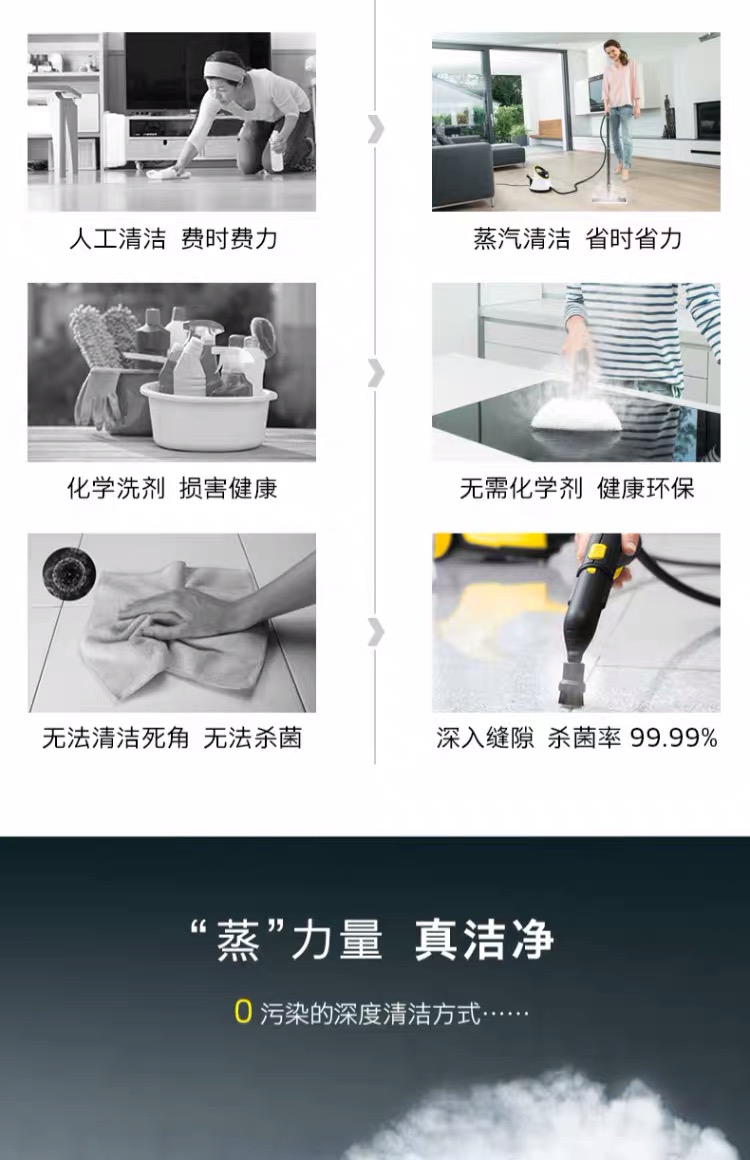 人工清洁 费时费力
蒸汽清洁 省时省力
化学洗剂 损害健康
无需化学剂 健康环保
无法清洁死角 无法杀菌
深入缝隙 杀菌率 99.99%
“蒸”力量 真洁净
0 污染的深度清洁方式……